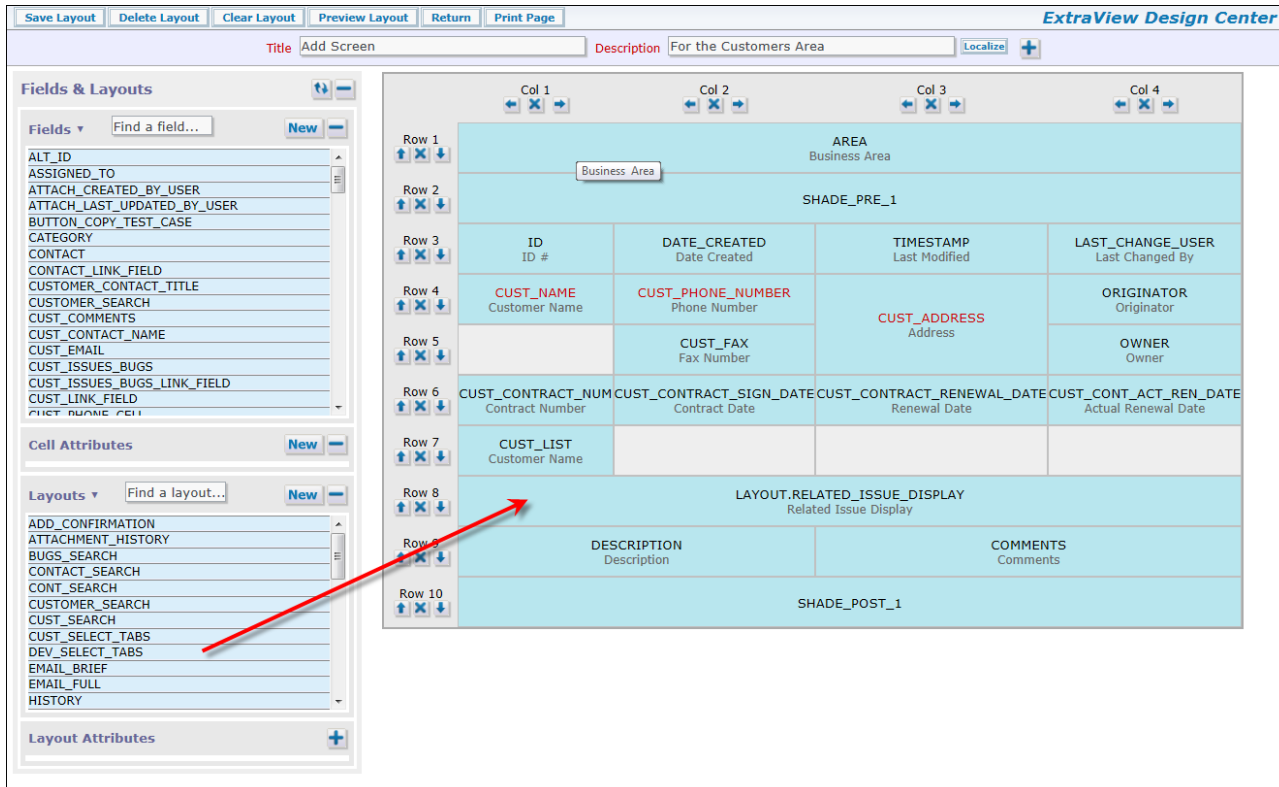 Save Layout Delete Layout Clear Layout Preview Layout Return Print Page ExtraView Design Center
Title Add Screen Description For the Customers Area Localize
Fields & Layouts
Fields Find a field... New
ALT_ID
ASSIGNED_TO
ATTACH_CREATED_BY_USER
ATTACH_LAST_UPDATED_BY_USER
BUTTON_COPY_TEST_CASE
CATEGORY
CONTACT
CONTACT_LINK_FIELD
CUSTOMER_CONTACT_TITLE
CUSTOMER_SEARCH
CUST_COMMENTS
CUST_CONTACT_NAME
CUST_EMAIL
CUST_ISSUES_BUGS
CUST_ISSUES_BUGS_LINK_FIELD
CUST_LINK_FIELD
CUST_PHONE_CELL
Cell Attributes New
Layouts Find a layout... New
ADD_CONFIRMATION
ATTACHMENT_HISTORY
BUGS_SEARCH
CONTACT_SEARCH
CONT_SEARCH
CUSTOMER_SEARCH
CUST_SEARCH
CUST_SELECT_TABS
DEV_SELECT_TABS
EMAIL_BRIEF
EMAIL_FULL
HISTORY
Layout Attributes
Col 1 Col 2 Col 3 Col 4
Row 1 AREA
Business Area
Business Area
Row 2 SHADE_PRE_1
Row 3 ID DATE_CREATED TIMESTAMP LAST_CHANGE_USER
ID # Date Created Last Modified Last Changed By
Row 4 CUST_NAME CUST_PHONE_NUMBER CUST_ADDRESS ORIGINATOR
Customer Name Phone Number Address Originator
Row 5 CUST_FAX OWNER
Fax Number Owner
Row 6 CUST_CONTRACT_NUM CUST_CONTRACT_SIGN_DATE CUST_CONTRACT_RENEWAL_DATE CUST_CONT_ACT_REN_DATE
Contract Number Contract Date Renewal Date Actual Renewal Date
Row 7 CUST_LIST
Customer Name
Row 8 LAYOUT.RELATED_ISSUE_DISPLAY
Related Issue Display
Row 9 DESCRIPTION COMMENTS
Description Comments
Row 10 SHADE_POST_1